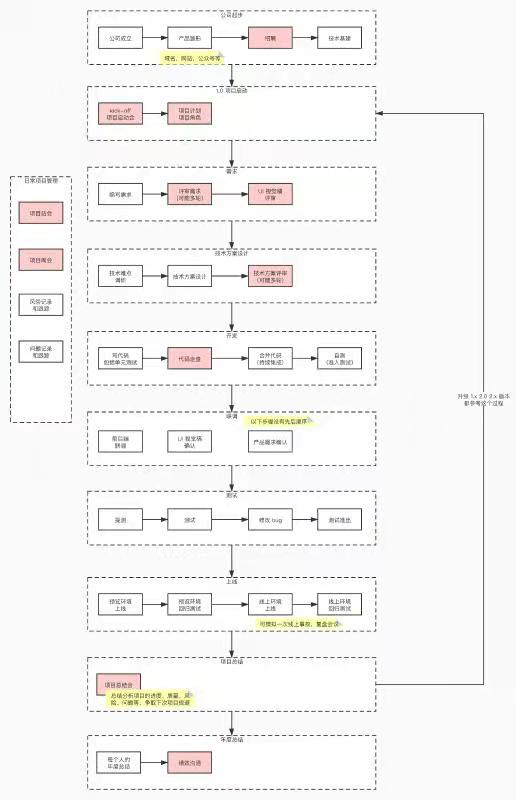 公司起步
公司成立
产品雏形
招聘
技术基建
域名、网站、公众号等
1.0 项目启动
kick-off
项目启动会
项目计划
项目角色
需求
编写需求
评审需求
(可能多轮)
UI 视觉稿
评审
日常项目管理
项目站会
项目周会
风险记录
和跟踪
问题记录
和跟踪
技术方案设计
技术难点
调研
技术方案设计
技术方案评审
(可能多轮)
开发
写代码
包括单元测试
代码走查
合并代码
(持续集成)
自测
(准入测试)
升级 1.x 2.0 2.x 版本
都参考这个过程
联调
以下步骤没有先后顺序
前后端
联调
UI 视觉稿
确认
产品需求确认
测试
提测
测试
修改 bug
测试准出
上线
预览环境
上线
预览环境
回归测试
线上环境
上线
线上环境
回归测试
可模拟一次线上事故,复盘会议
项目总结
项目总结会
总结分析项目的进度、质量、风
险、问题等,争取下次项目规避
年度总结
每个人的
年度总结
绩效沟通